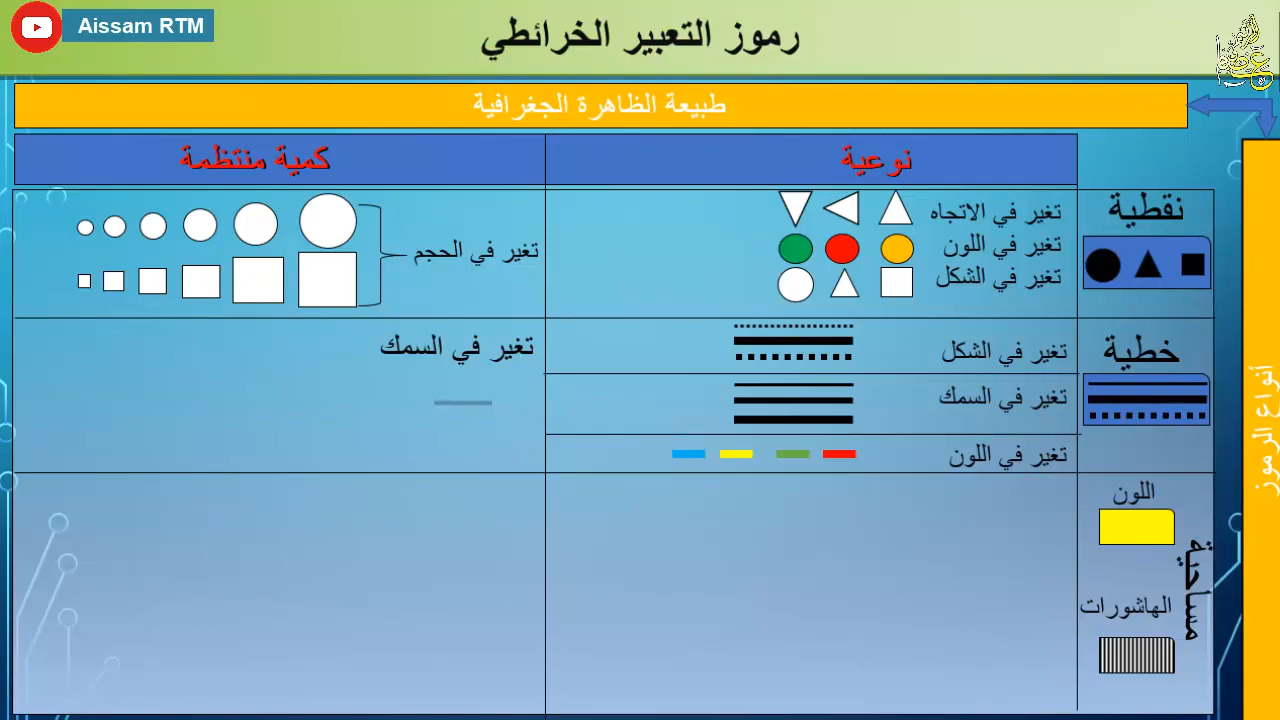 Aissam RTM
رموز التعبير الخرائطي
طبيعة الظاهرة الجغرافية
نوعية
كمية منتظمة
نقطية
تغير في الاتجاه
تغير في اللون
تغير في الشكل
تغير في الحجم
خطية
تغير في الشكل
تغير في السمك
تغير في اللون
تغير في السمك
مساحية
اللون
الهاشورات
أنواع الرموز